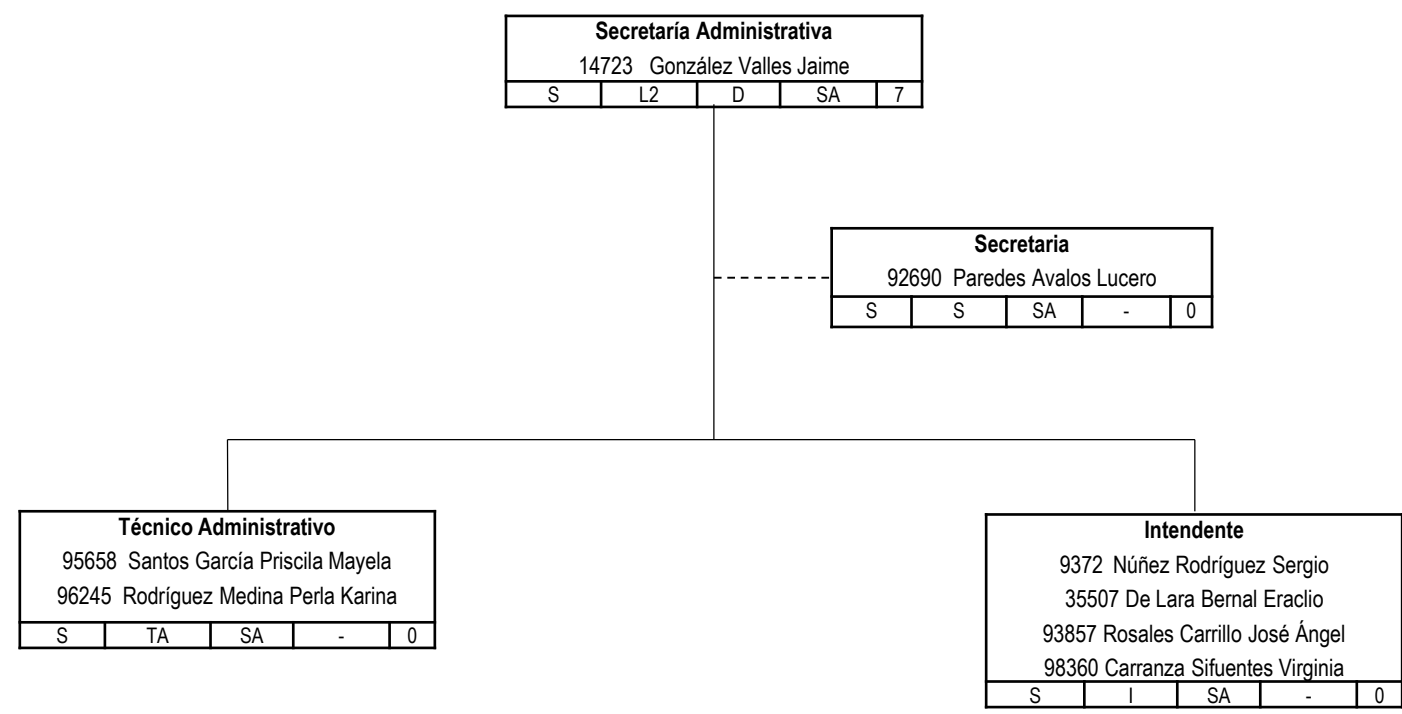 Secretaría Administrativa
14723 González Valles Jaime
S L2 D SA 7
Secretaria
92690 Paredes Avalos Lucero
S S SA - 0
Técnico Administrativo
95658 Santos García Priscila Mayela
96245 Rodríguez Medina Perla Karina
S TA SA - 0
Intendente
9372 Núñez Rodríguez Sergio
35507 De Lara Bernal Eraclio
93857 Rosales Carrillo José Ángel
98360 Carranza Sifuentes Virginia
S I SA - 0